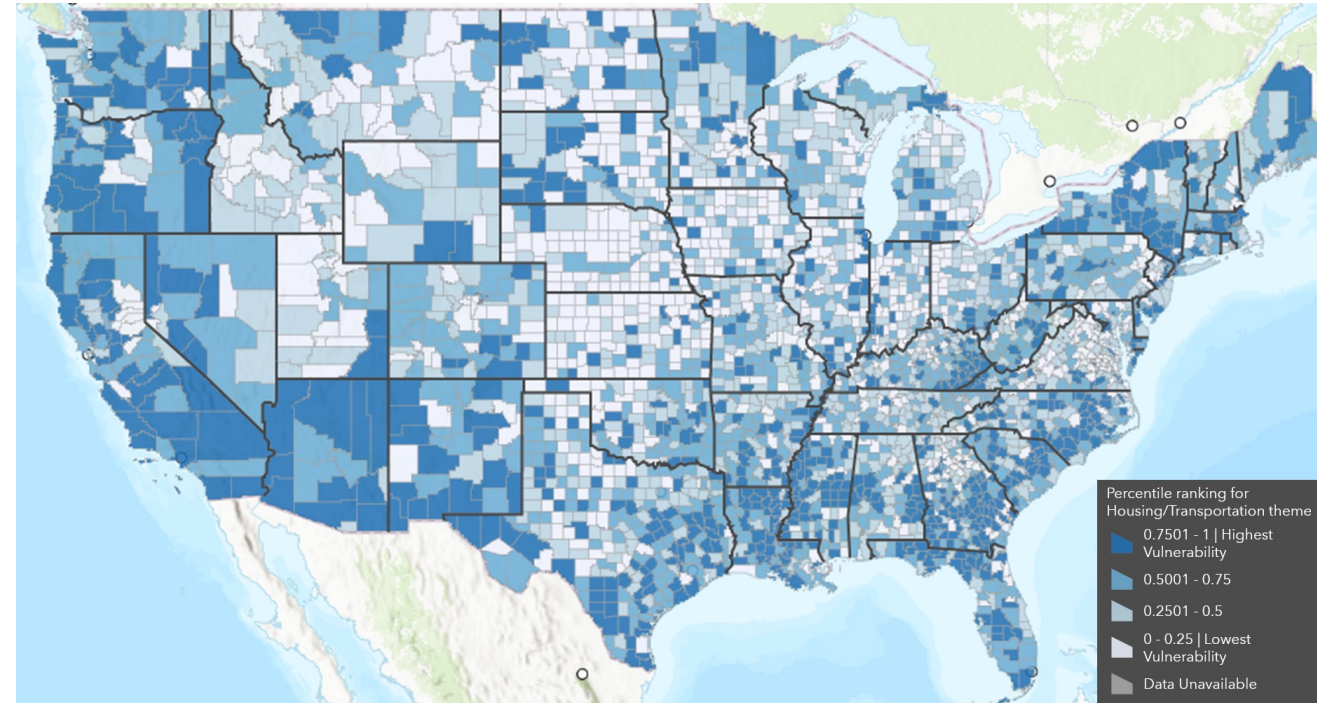 Percentile ranking for
Housing/Transportation theme
0.7501 - 1 | Highest
Vulnerability
0.5001 - 0.75
0.2501 - 0.5
0 - 0.25 | Lowest
Vulnerability
Data Unavailable